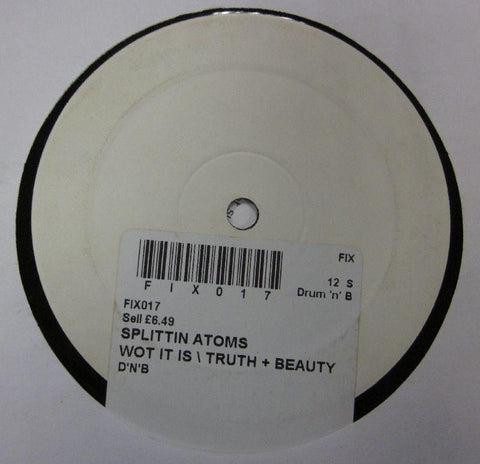 FIX
FIX017
12 S
Drum 'n' B
FIX017
Sell £6.49
SPLITTIN ATOMS
WOT IT IS \ TRUTH + BEAUTY
D'N'B